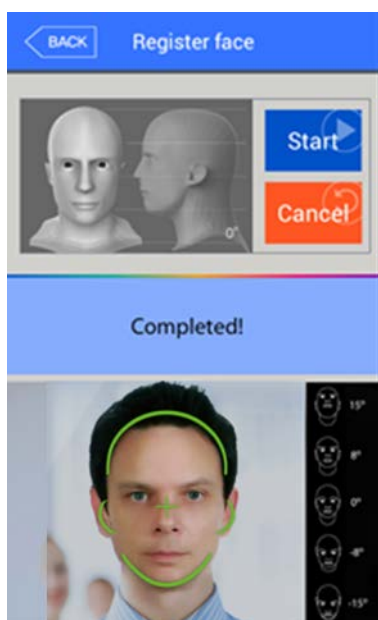 BACK
Register face
Start
0°
Cancel
Completed!
15°
8°
0°
-8°
-15°